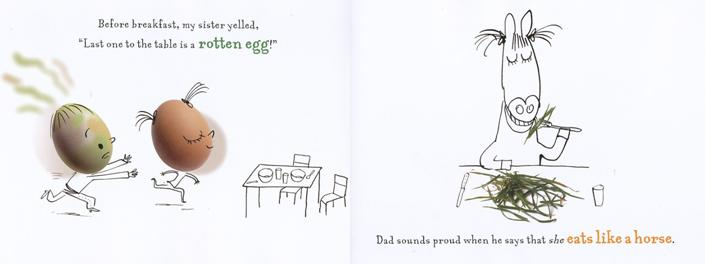 Before breakfast, my sister yelled,
“Last one to the table is a rotten egg!”
Dad sounds proud when he says that she eats like a horse.